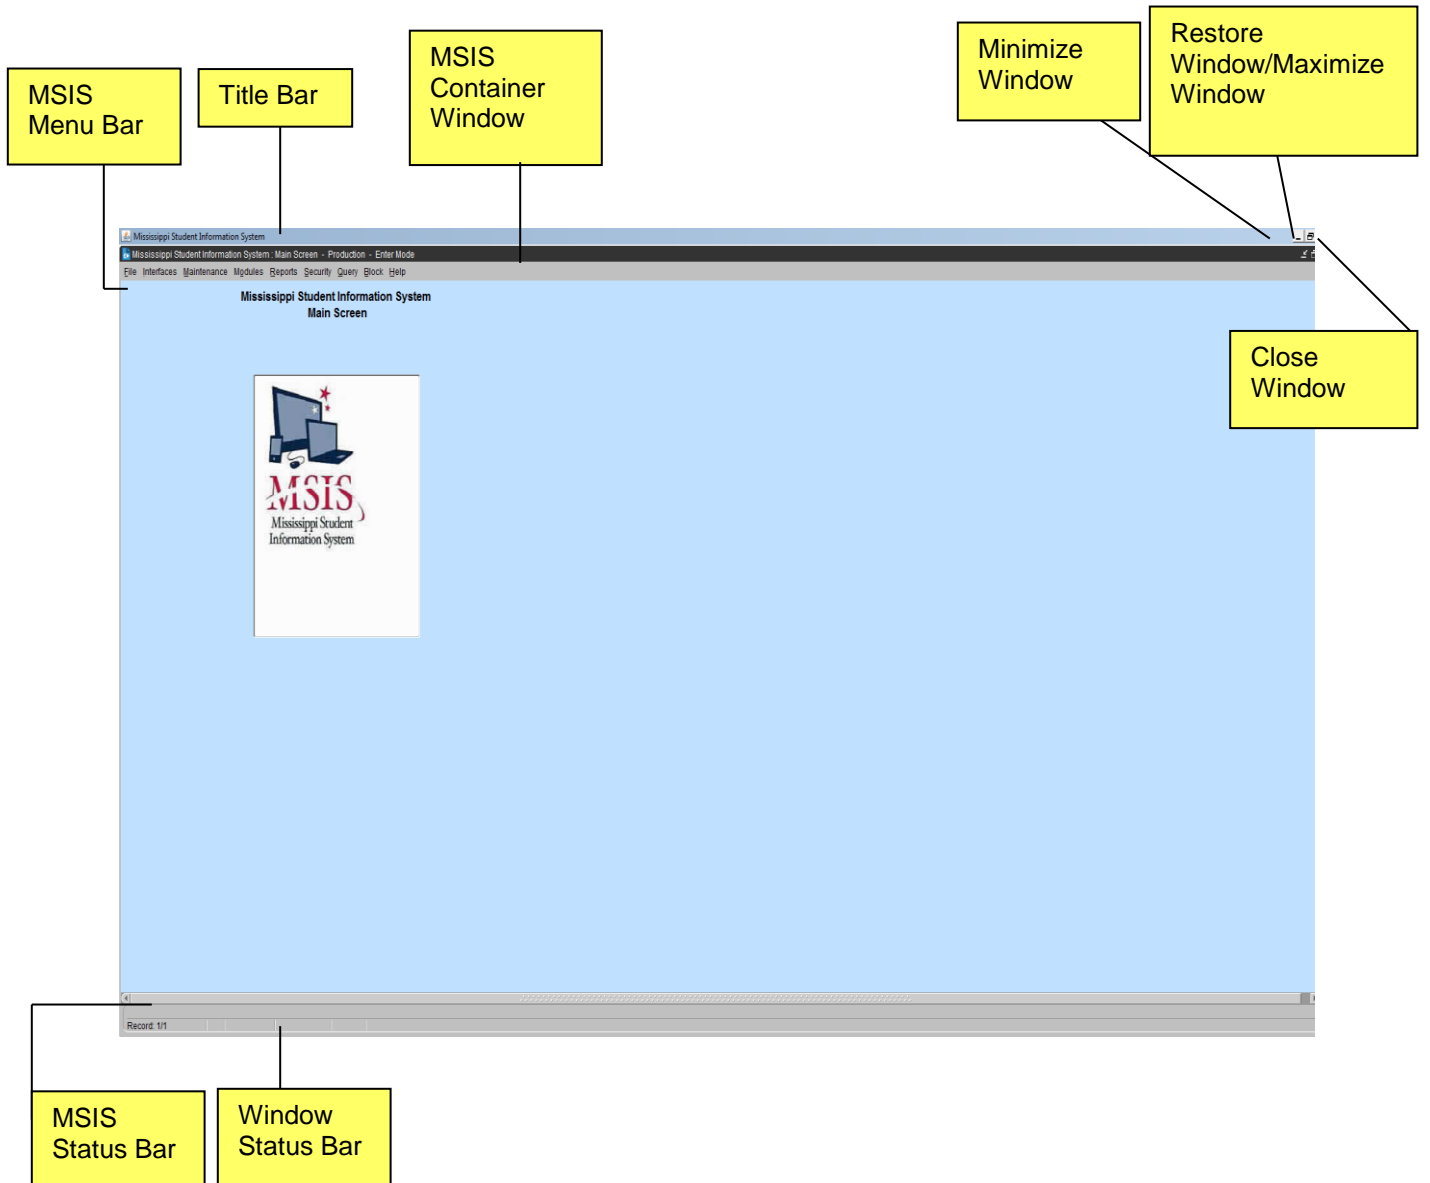 MSIS
Menu Bar
Title Bar
MSIS
Container
Window
Minimize
Window
Restore
Window/Maximize
Window
Mississippi Student Information System
Mississippi Student Information System : Main Screen - Production - Enter Mode
File Interfaces Maintenance Modules Reports Security Query Block Help
Mississippi Student Information System
Main Screen
MSIS
Mississippi Student
Information System
Close
Window
Record: 1/1
MSIS
Status Bar
Window
Status Bar